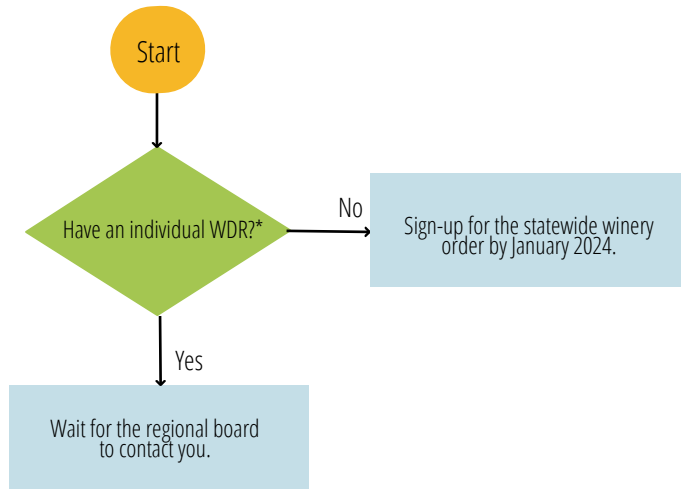 Start
Have an individual WDR?*
No
Sign-up for the statewide winery
order by January 2024.
Yes
Wait for the regional board
to contact you.